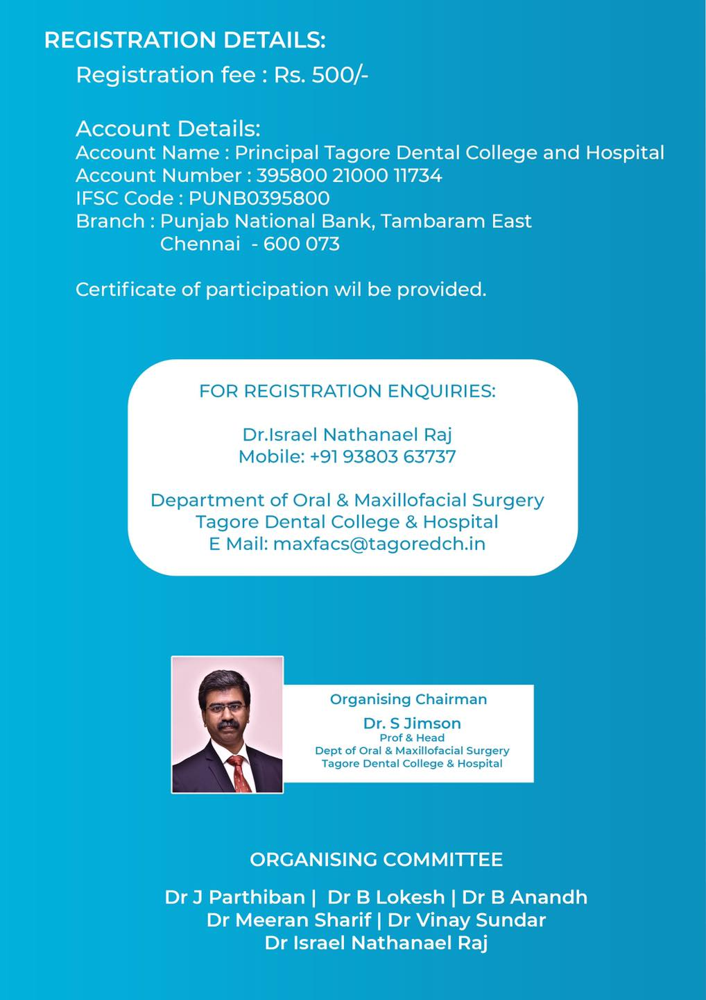 REGISTRATION DETAILS:
Registration fee : Rs. 500/-
Account Details:
Account Name : Principal Tagore Dental College and Hospital
Account Number : 395800 21000 11734
IFSC Code : PUNB0395800
Branch : Punjab National Bank, Tambaram East
Chennai - 600 073
Certificate of participation wil be provided.
FOR REGISTRATION ENQUIRIES:
Dr.Israel Nathanael Raj
Mobile: +91 93803 63737
Department of Oral & Maxillofacial Surgery
Tagore Dental College & Hospital
E Mail: maxfacs@tagoredch.in
Organising Chairman
Dr. S Jimson
Prof & Head
Dept of Oral & Maxillofacial Surgery
Tagore Dental College & Hospital
ORGANISING COMMITTEE
Dr J Parthiban | Dr B Lokesh | Dr B Anandh
Dr Meeran Sharif | Dr Vinay Sundar
Dr Israel Nathanael Raj